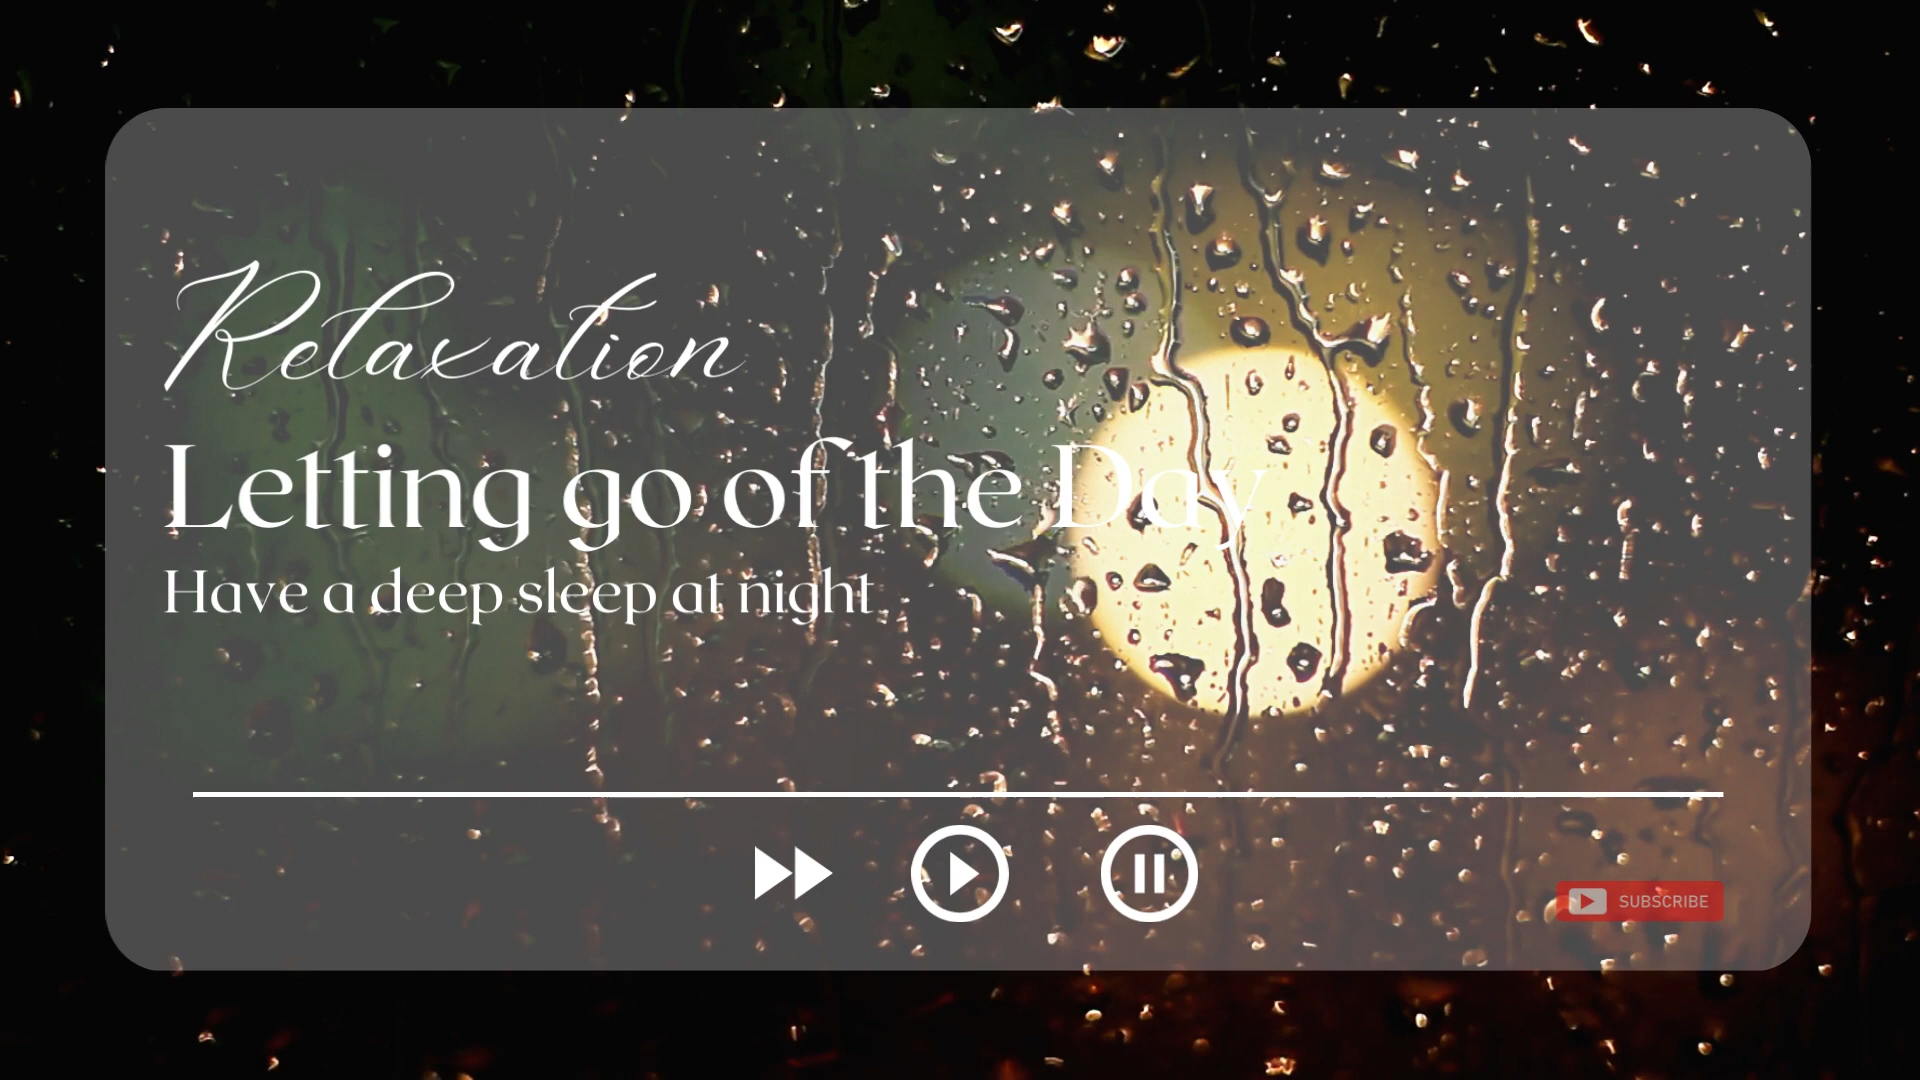 Relaxation
Letting go of the Day
Have a deep sleep at night
SUBSCRIBE